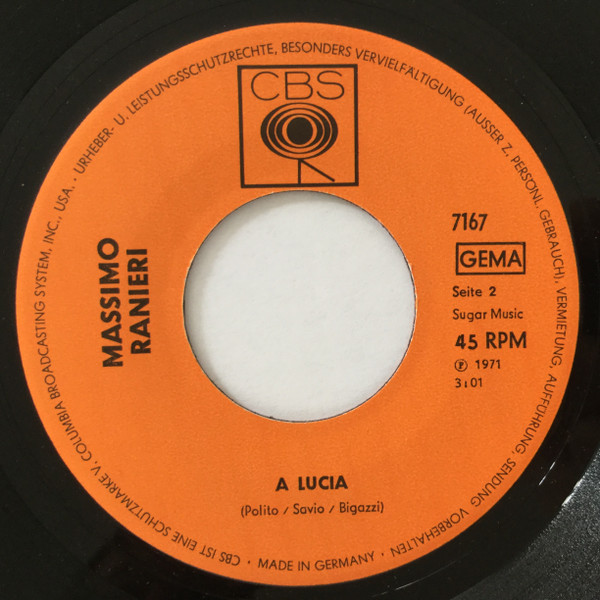 URHEBER- U. LEISTUNGSSCHUTZRECHTE, BESONDERS VERVIELFÄLTIGUNG (AUSSER Z. PERSÖNL. GEBRAUCH), VERMIETUNG, AUFFÜHRUNG, SENDUNG VORBEHALTEN
CBS
MASSIMO
RANIERI
7167
GEMA
Seite 2
Sugar Music
45 RPM
Ⓟ 1971
3:01
A LUCIA
(Polito / Savio / Bigazzi)
· MADE IN GERMANY ·
CBS IST EINE SCHUTZMARKE V. COLUMBIA BROADCASTING SYSTEM, INC., USA. ·